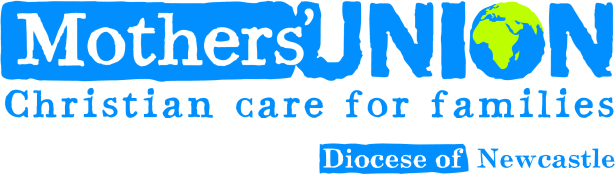 Mothers' UNION
Christian care for families
Diocese of Newcastle